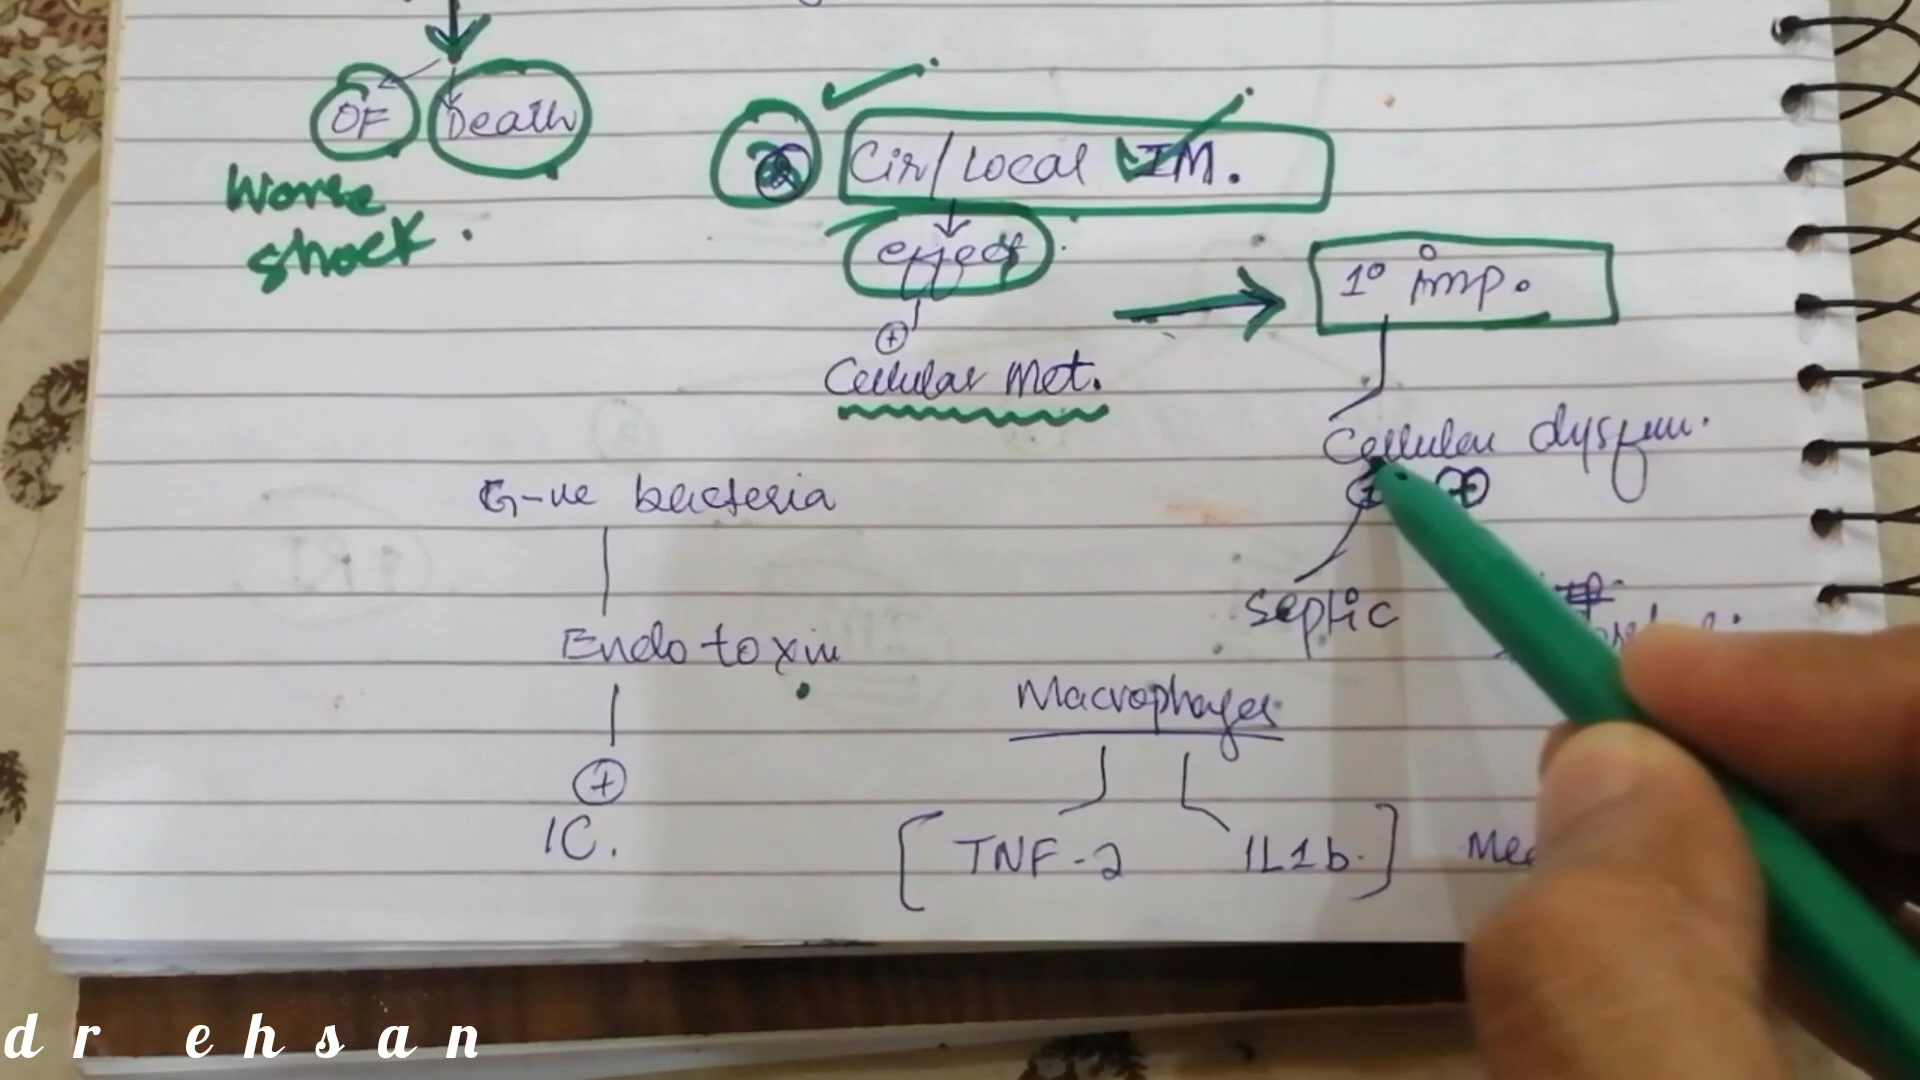 OF Death
Worse
shock.
2 Cir/Local IM.
effect
1° imp.
+
Cellular Met.
Cellular dysfun.
G-ve bacteria
+
Septic
Endotoxin
Macrophages
+
IC.
[TNF-2 IL1b.]
dr ehsan